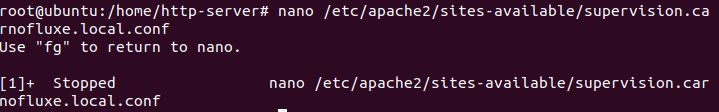 root@ubuntu:/home/http-server# nano /etc/apache2/sites-available/supervision.ca
rnofluxe.local.conf
Use "fg" to return to nano.

[1]+  Stopped                 nano /etc/apache2/sites-available/supervision.car
nofluxe.local.conf